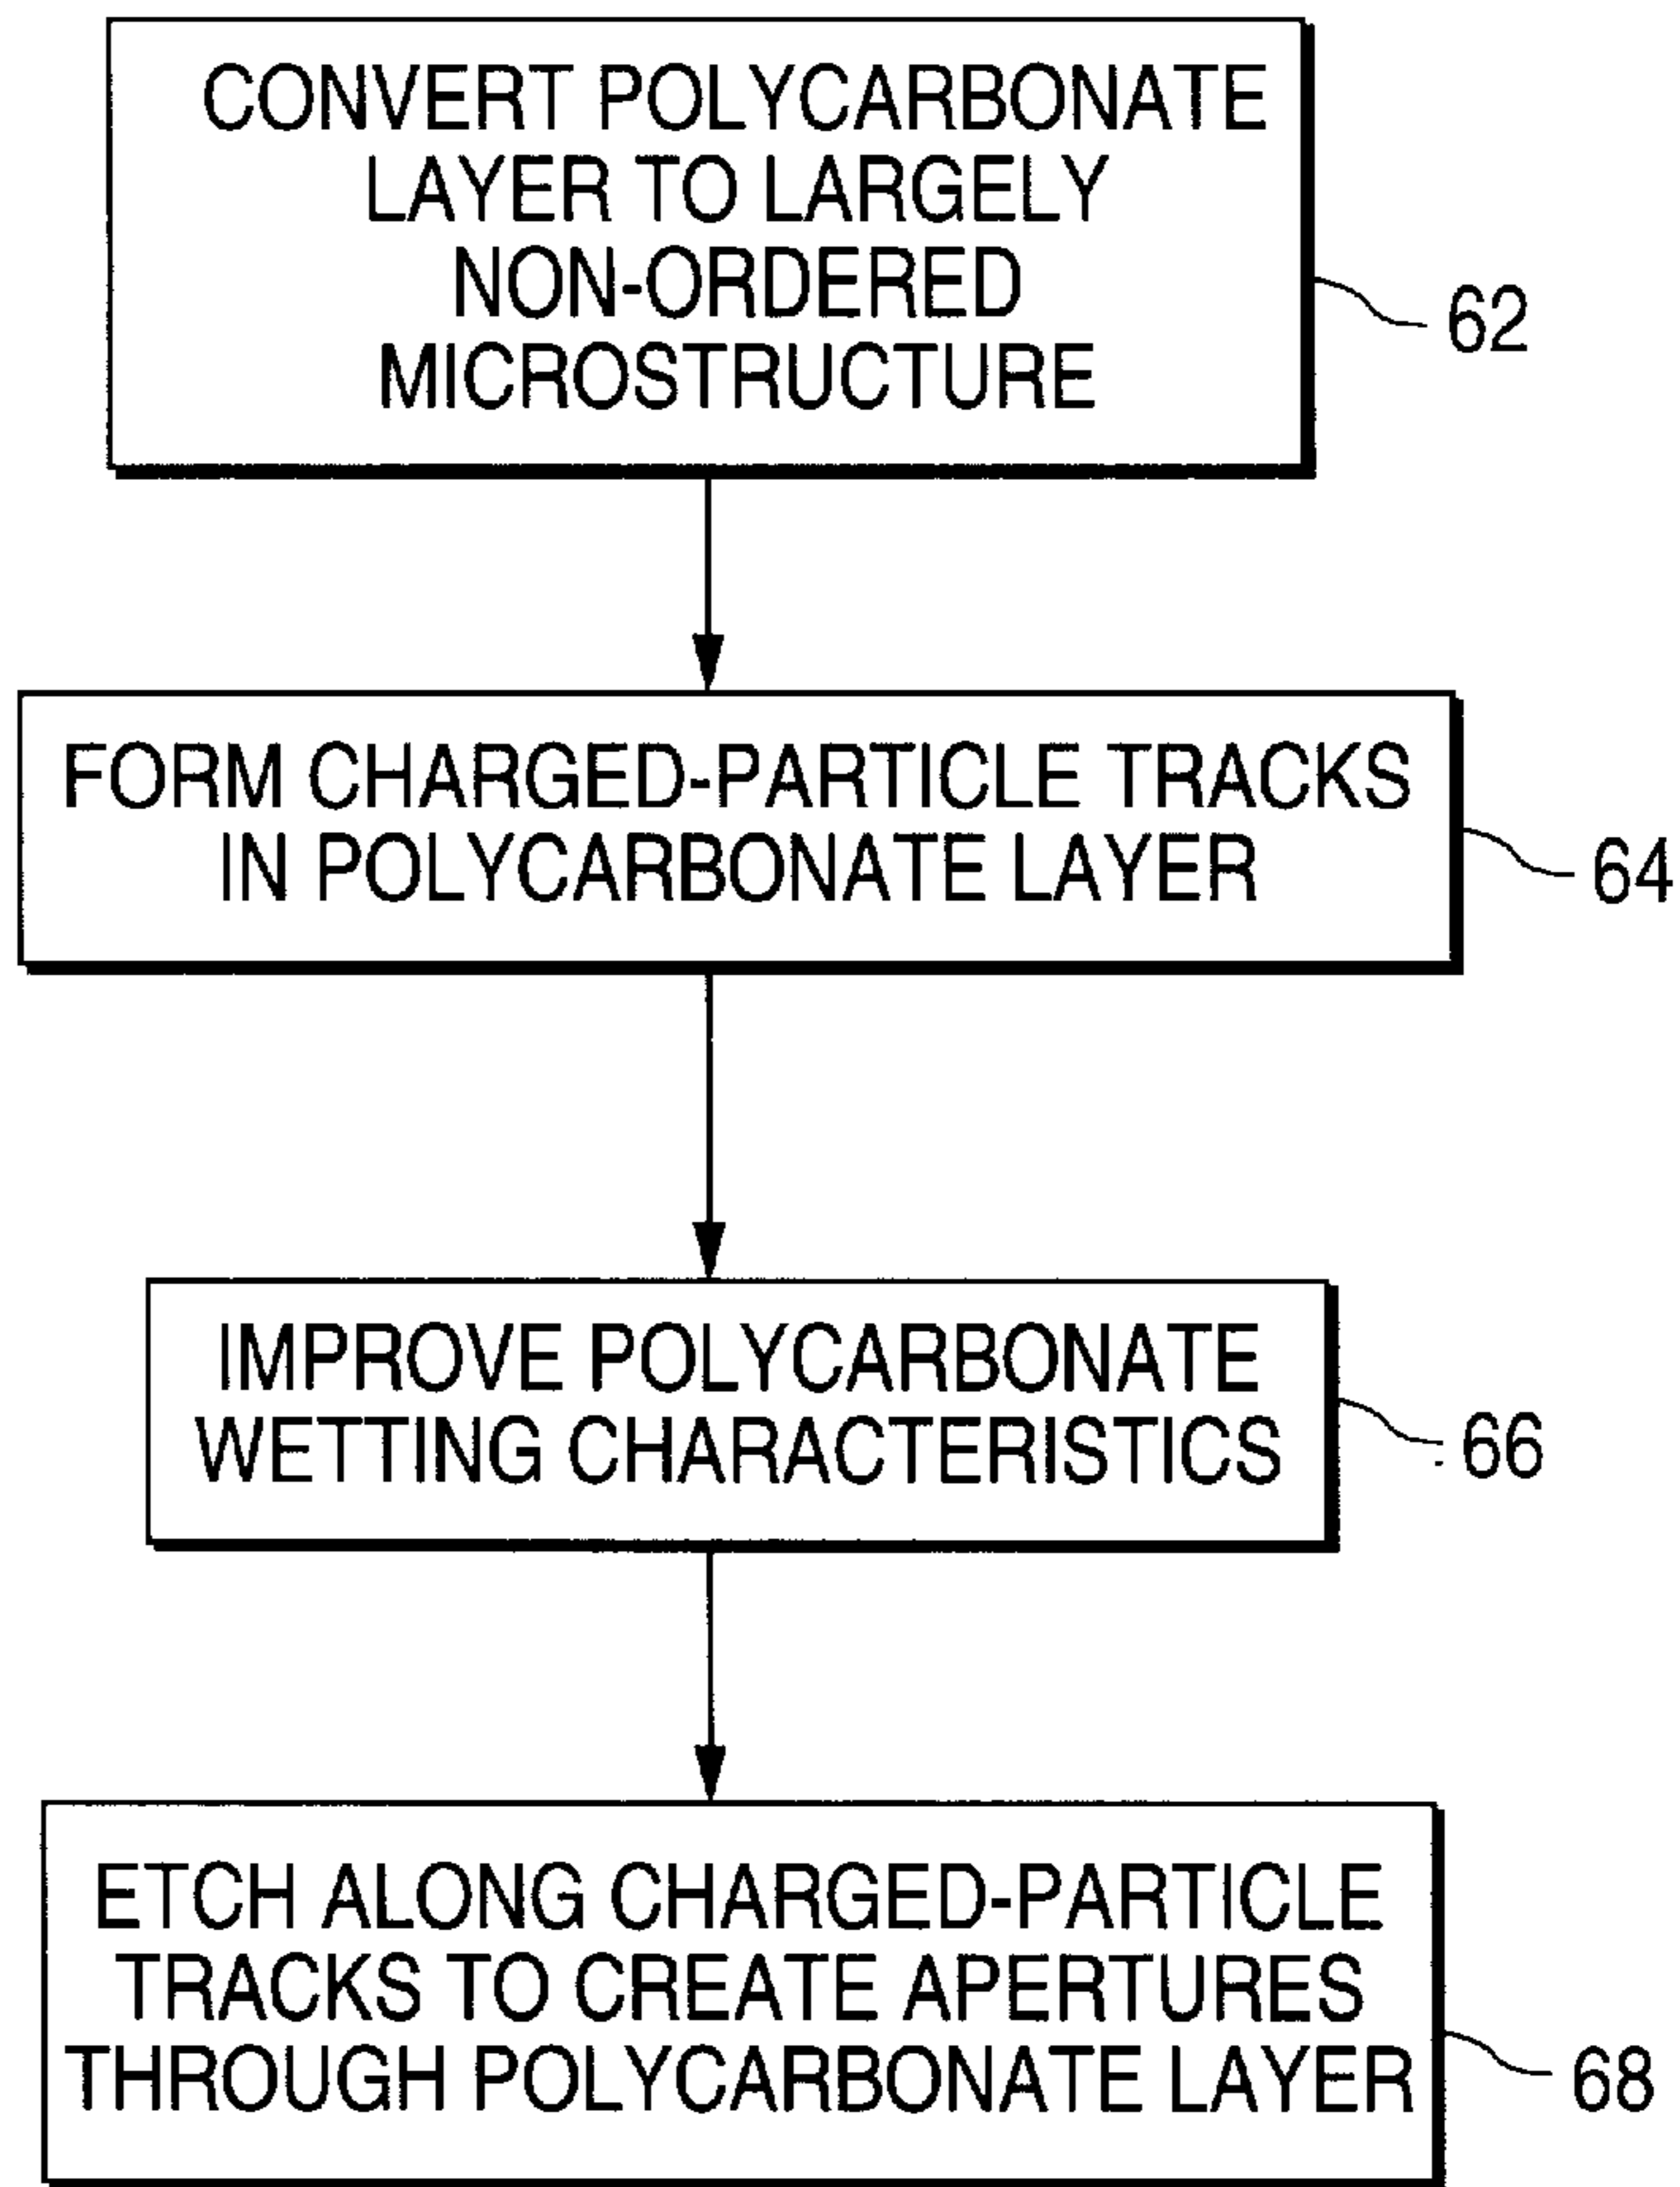 CONVERT POLYCARBONATE
LAYER TO LARGELY
NON-ORDERED
MICROSTRUCTURE
62
FORM CHARGED-PARTICLE TRACKS
IN POLYCARBONATE LAYER
64
IMPROVE POLYCARBONATE
WETTING CHARACTERISTICS
66
ETCH ALONG CHARGED-PARTICLE
TRACKS TO CREATE APERTURES
THROUGH POLYCARBONATE LAYER
68